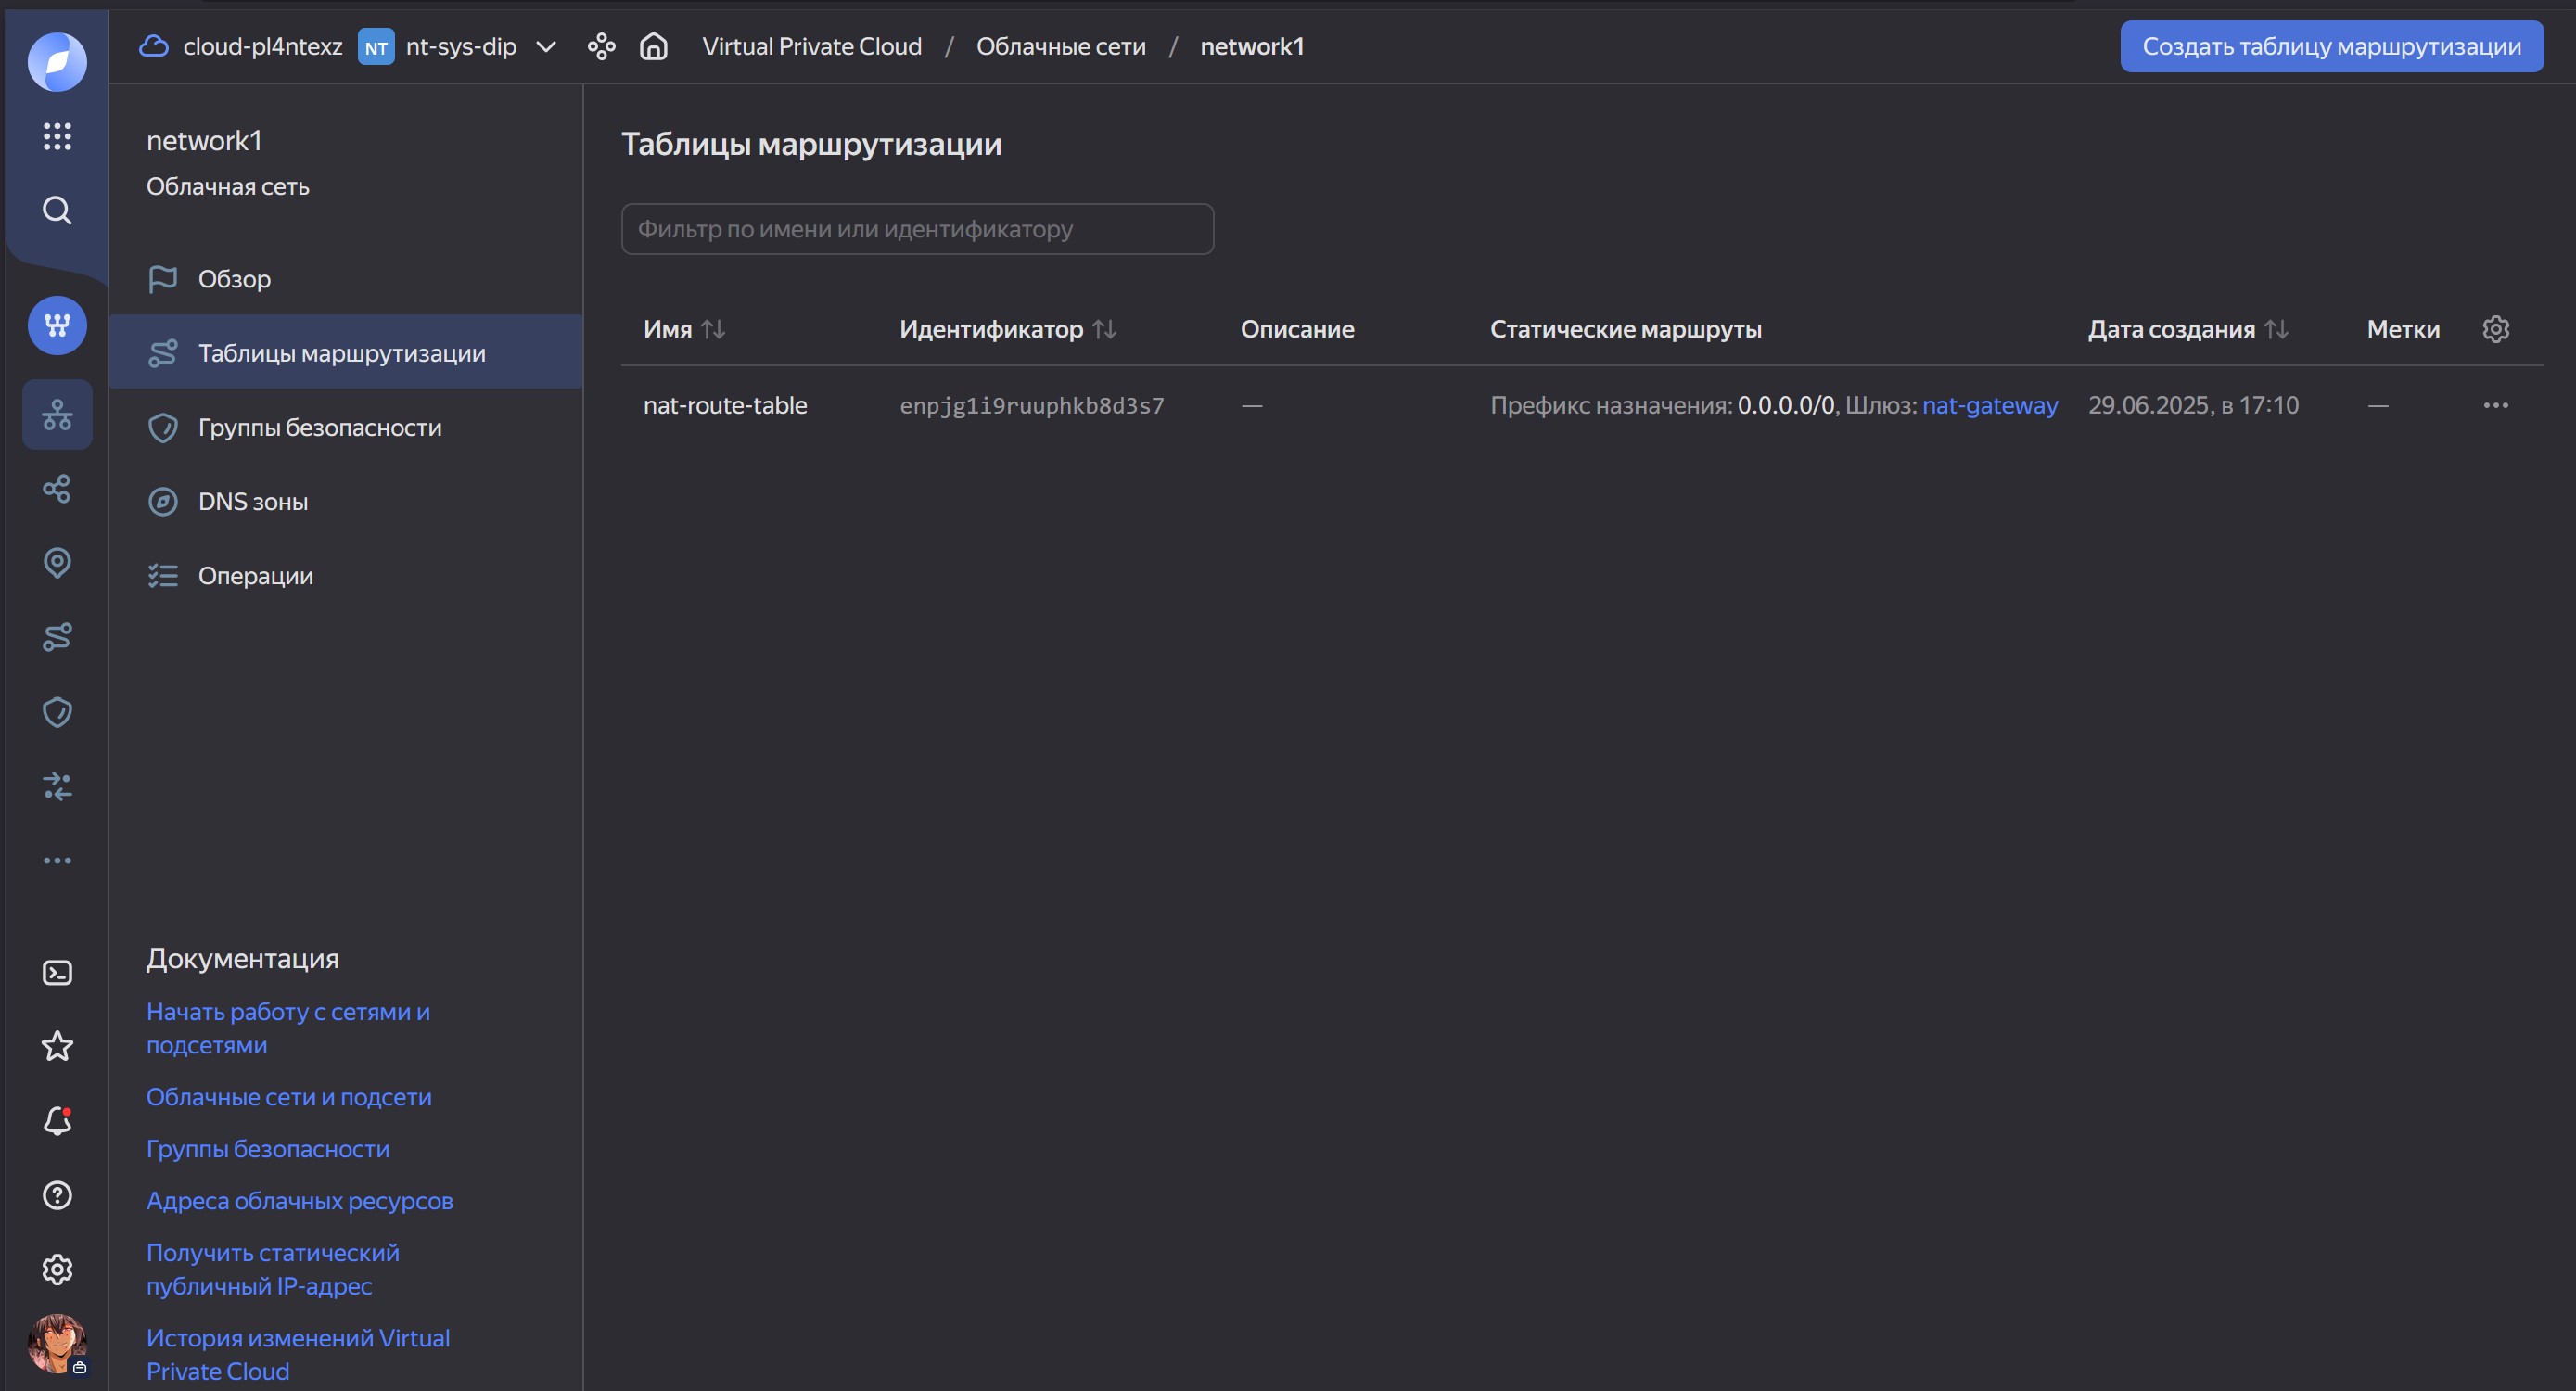 cloud-pl4ntexz NT nt-sys-dip Virtual Private Cloud / Облачные сети / network1 Создать таблицу маршрутизации
network1
Облачная сеть
Обзор
Таблицы маршрутизации
Группы безопасности
DNS зоны
Операции
Документация
Начать работу с сетями и
подсетями
Облачные сети и подсети
Группы безопасности
Адреса облачных ресурсов
Получить статический
публичный IP-адрес
История изменений Virtual
Private Cloud
Таблицы маршрутизации
Фильтр по имени или идентификатору
Имя Идентификатор Описание Статические маршруты Дата создания Метки
nat-route-table enpjg1i9ruuphkb8d3s7 — Префикс назначения: 0.0.0.0/0, Шлюз: nat-gateway 29.06.2025, в 17:10 —